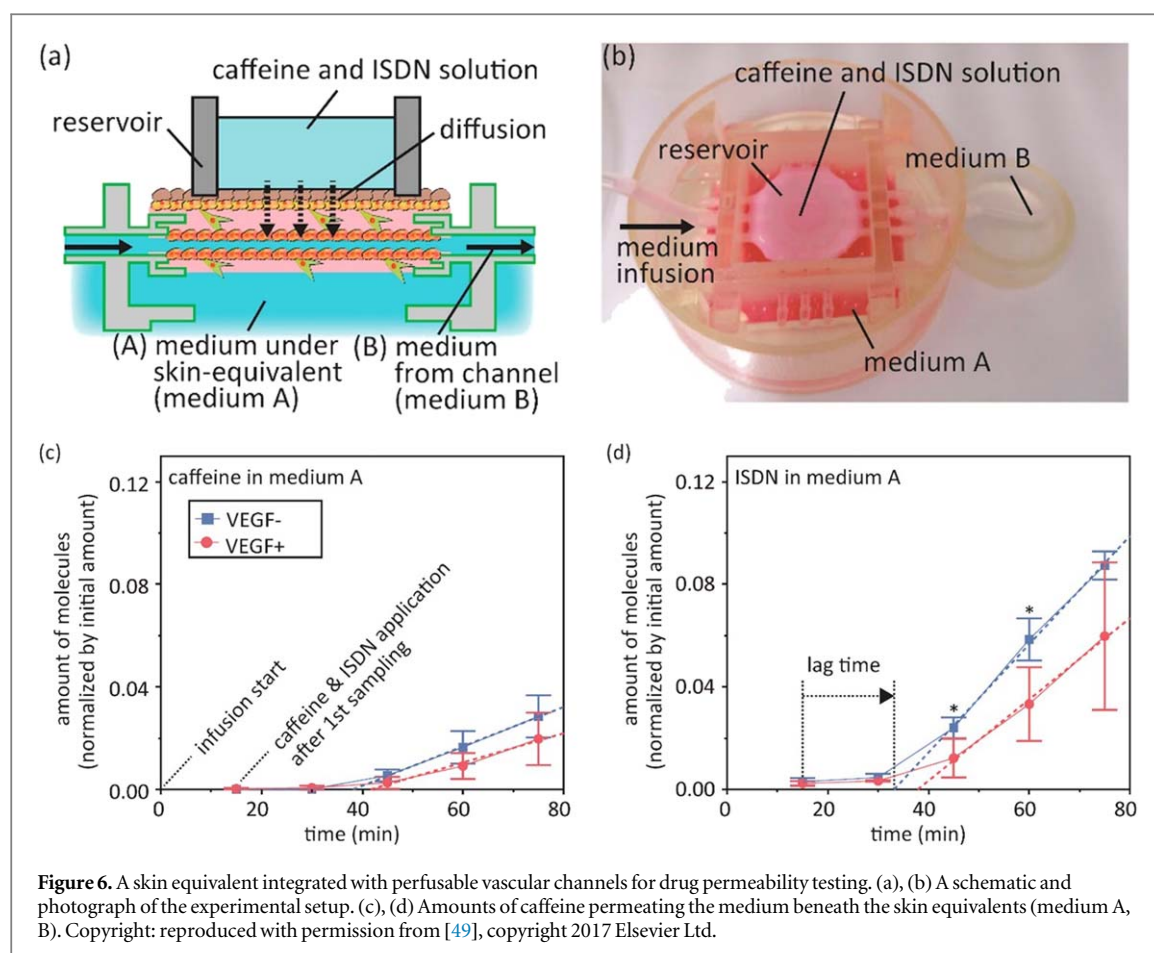 (a)
caffeine and ISDN solution
reservoir
diffusion
(A) medium under
skin-equivalent
(medium A)
(B) medium
from channel
(medium B)
(b)
caffeine and ISDN solution
reservoir
medium B
medium
infusion
medium A
(c)
caffeine in medium A
VEGF-
VEGF+
infusion start
caffeine & ISDN application
after 1st sampling
amount of molecules
(normalized by initial amount)
0.12
0.08
0.04
0.00
0
20
40
60
80
time (min)
(d)
ISDN in medium A
lag time
*
*
amount of molecules
(normalized by initial amount)
0.12
0.08
0.04
0.00
0
20
40
60
80
time (min)
Figure 6. A skin equivalent integrated with perfusable vascular channels for drug permeability testing. (a), (b) A schematic and
photograph of the experimental setup. (c), (d) Amounts of caffeine permeating the medium beneath the skin equivalents (medium A,
B). Copyright: reproduced with permission from [49], copyright 2017 Elsevier Ltd.